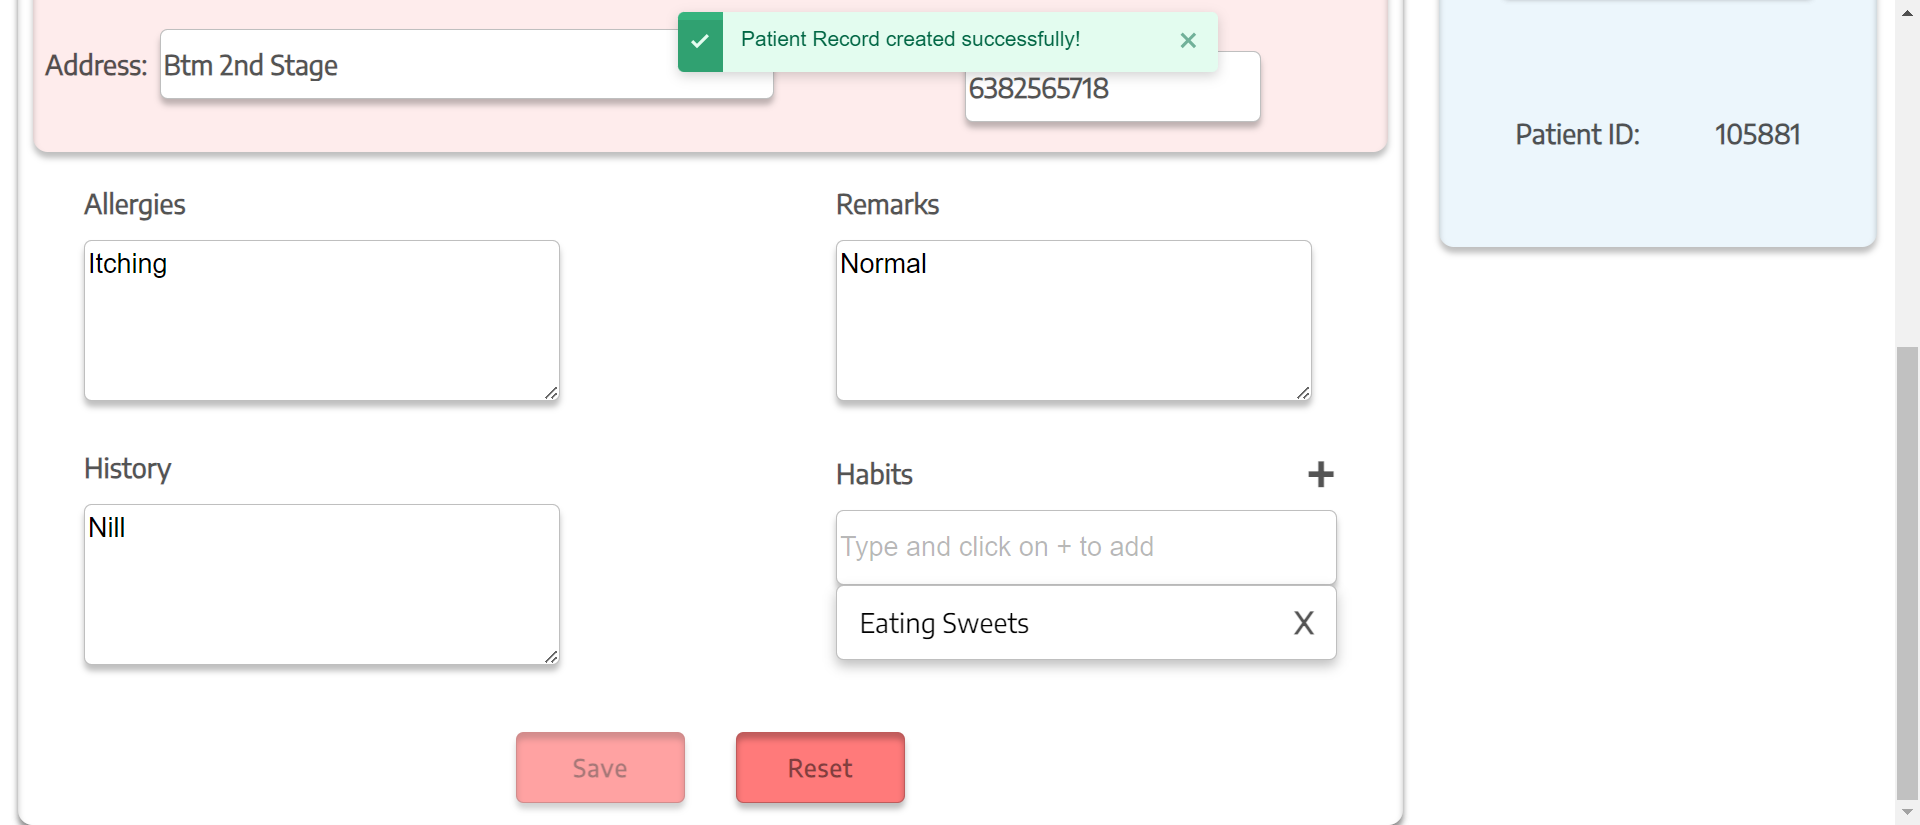 Patient Record created successfully!
Address: Btm 2nd Stage
6382565718
Patient ID: 105881
Allergies
Itching
Remarks
Normal
History
Nill
Habits +
Type and click on + to add
Eating Sweets X
Save
Reset